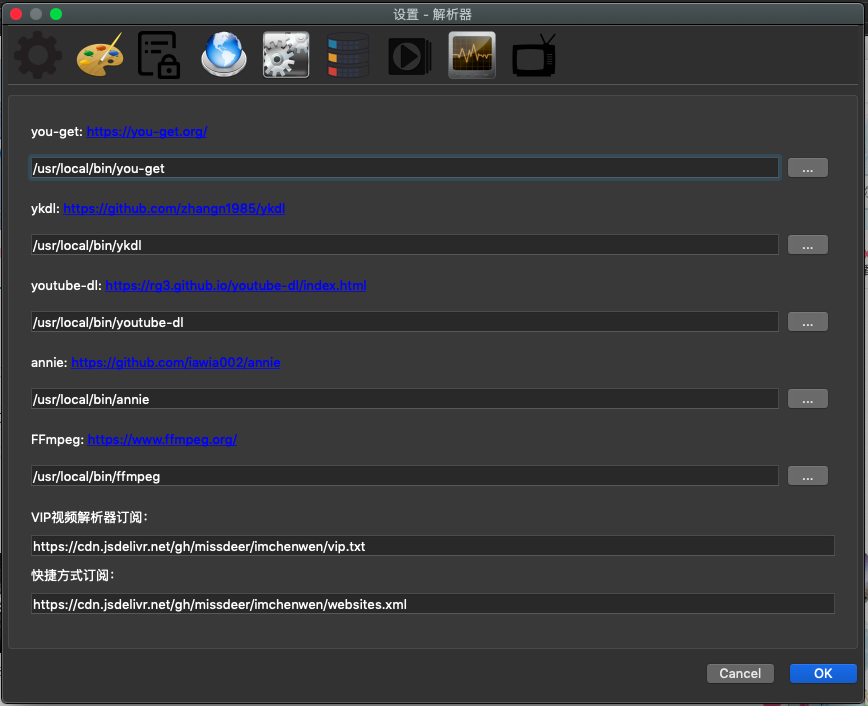 设置 - 解析器
you-get: https://you-get.org/
/usr/local/bin/you-get
...
ykdl: https://github.com/zhangn1985/ykdl
/usr/local/bin/ykdl
...
youtube-dl: https://rg3.github.io/youtube-dl/index.html
/usr/local/bin/youtube-dl
...
annie: https://github.com/iawia002/annie
/usr/local/bin/annie
...
FFmpeg: https://www.ffmpeg.org/
/usr/local/bin/ffmpeg
...
VIP视频解析器订阅：
https://cdn.jsdelivr.net/gh/missdeer/imchenwen/vip.txt
快捷方式订阅：
https://cdn.jsdelivr.net/gh/missdeer/imchenwen/websites.xml
Cancel OK